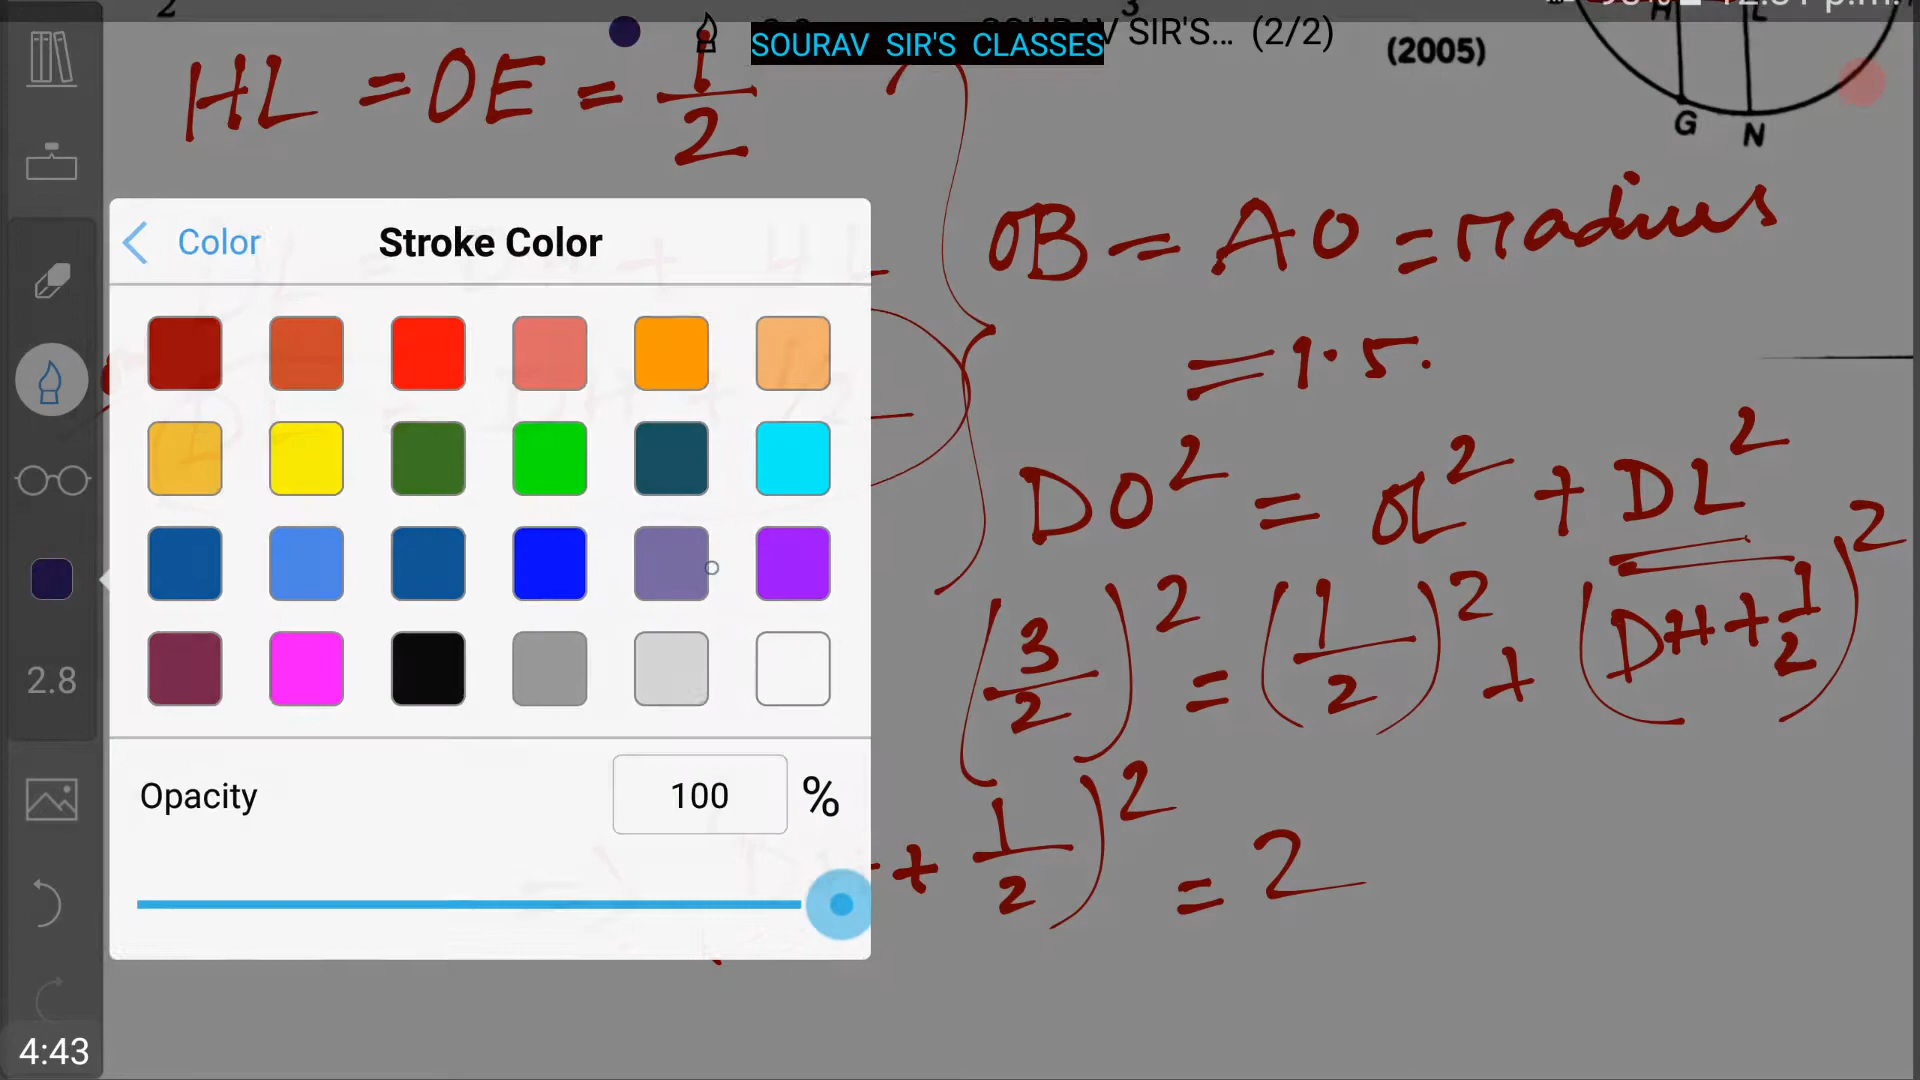 SOURAV SIR'S CLASSES
V SIR'S... (2/2)
(2005)
H L
G N
HL = OE = 1/2
OB = AO = radius
= 1.5.
DO² = OL² + DL²
(3/2)² = (1/2)² + (DH + 1/2)²
+ 1/2)² = 2
Color
Stroke Color
Opacity
100 %
2.8
4:43